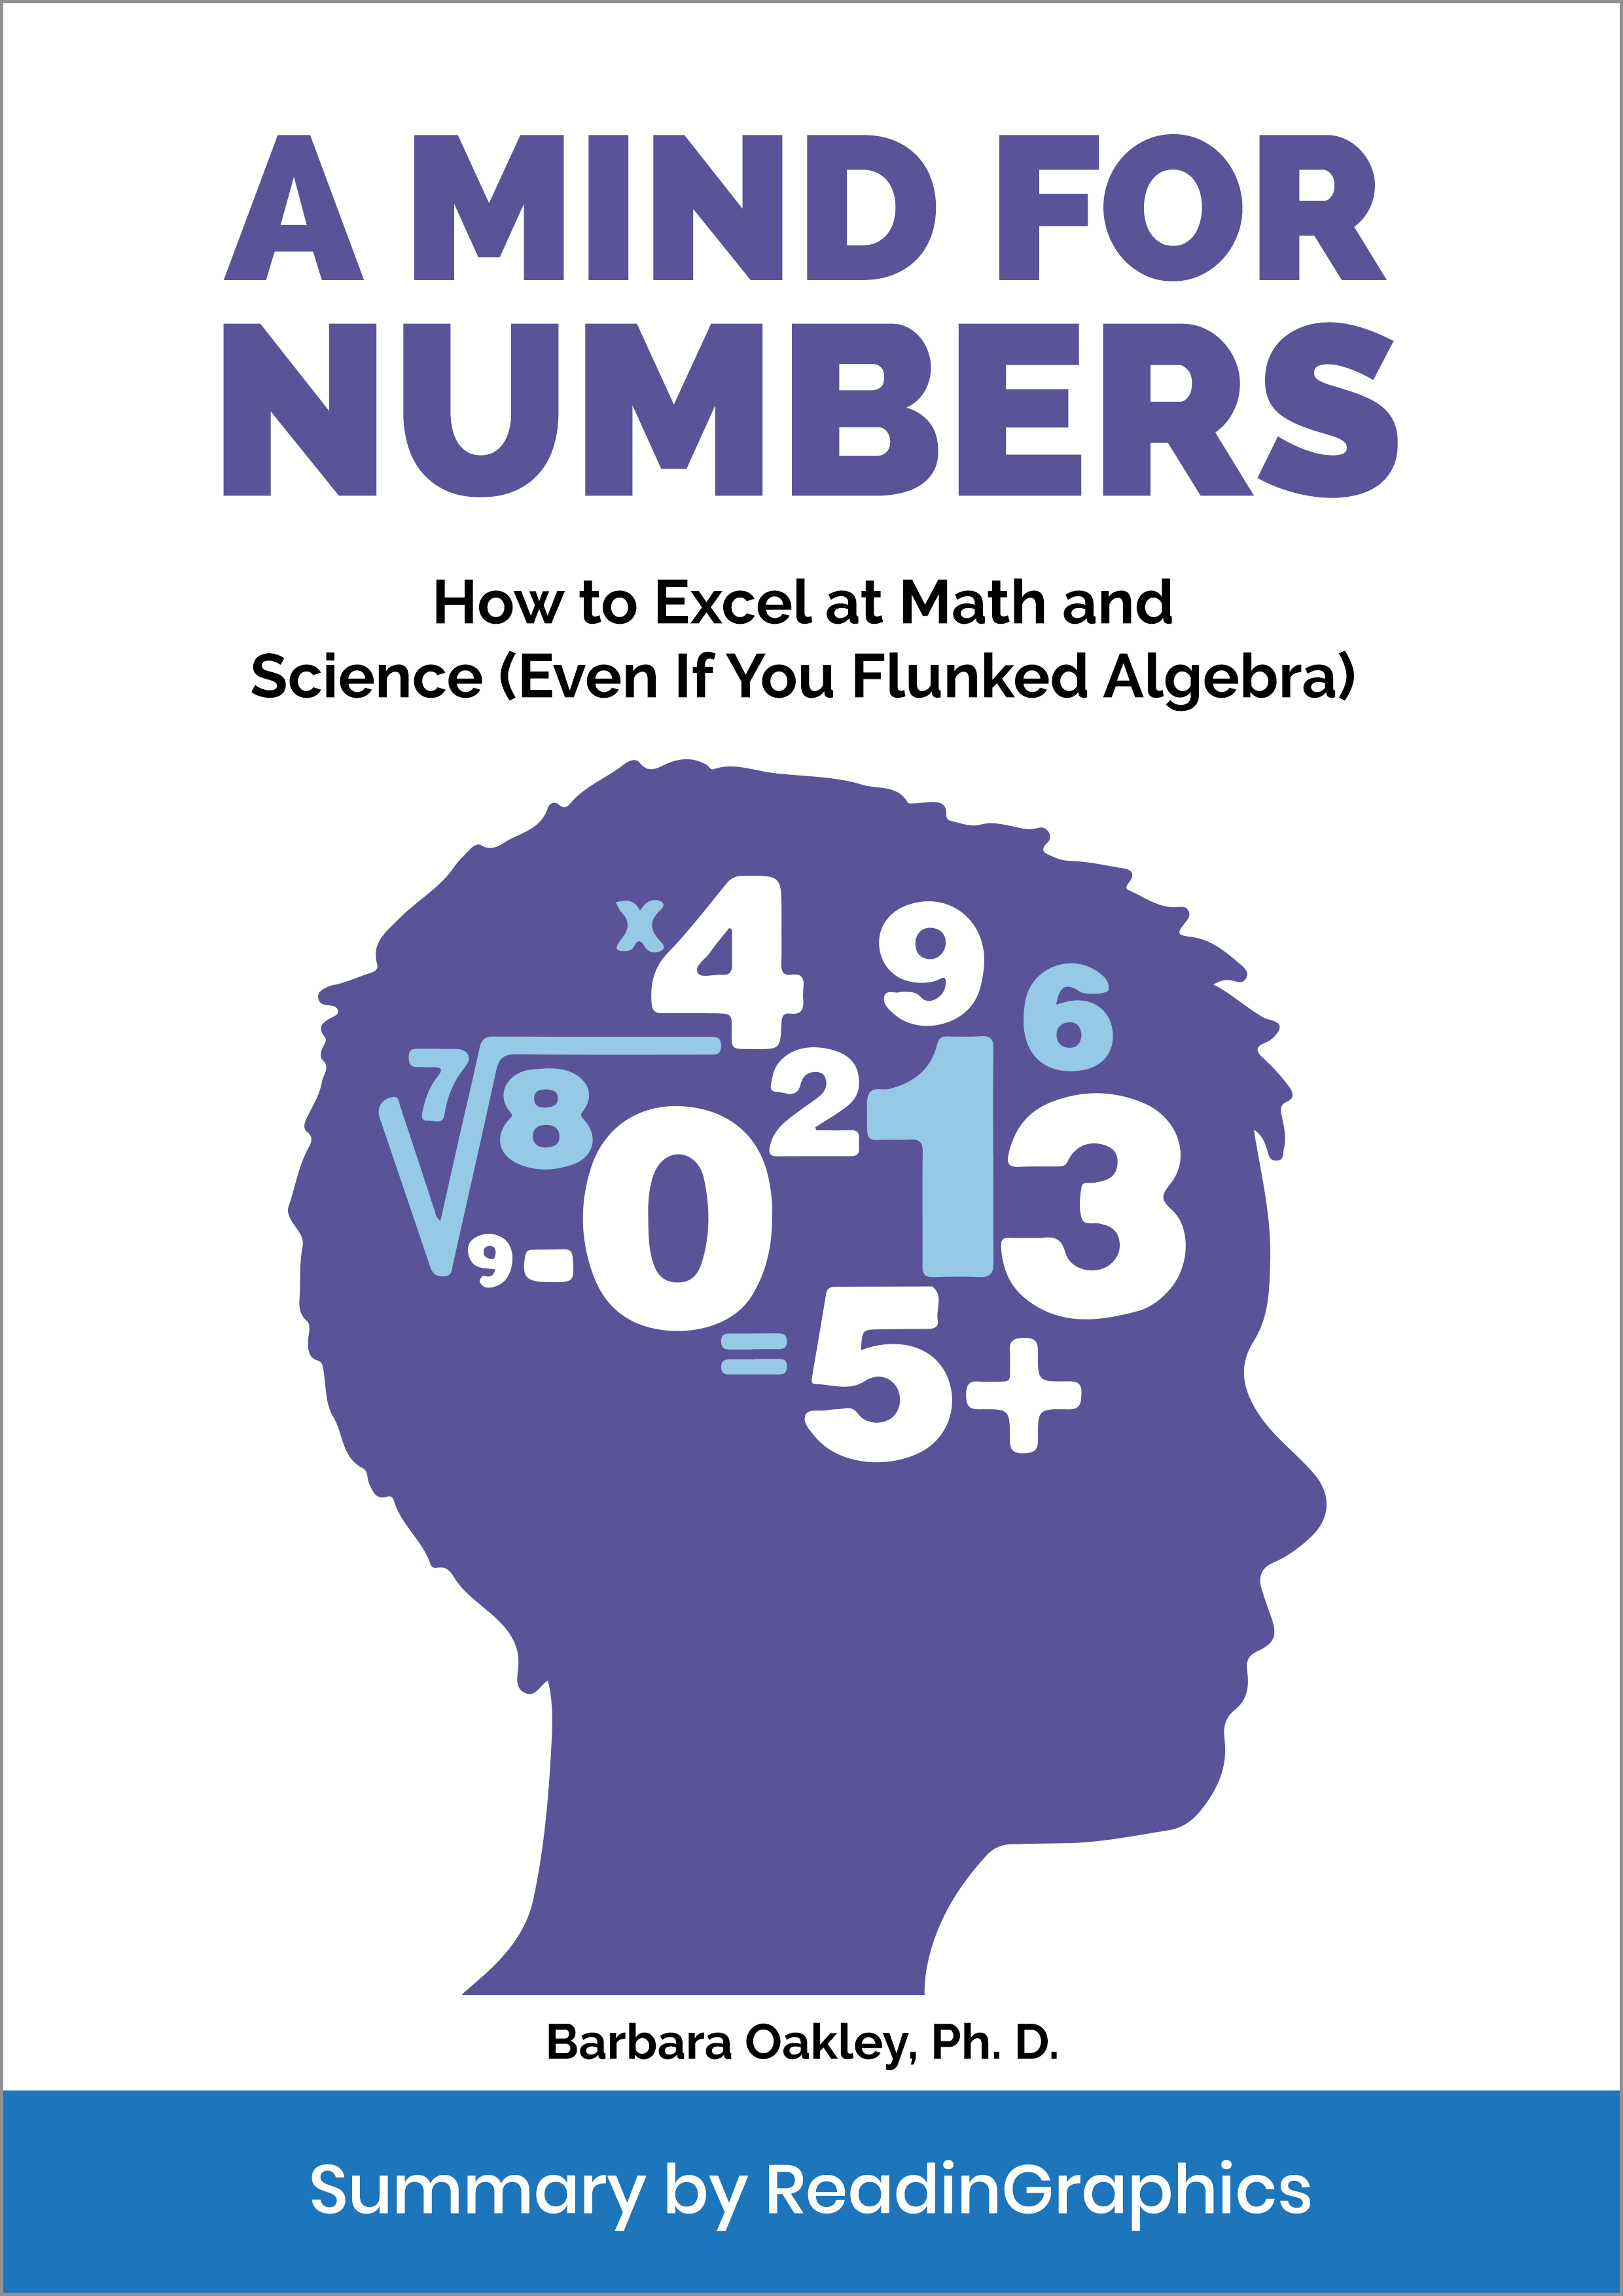 A MIND FOR
NUMBERS
How to Excel at Math and
Science (Even If You Flunked Algebra)
x 4 9
6
7 √ 8 0 2 1 3
9 -
= 5 +
Barbara Oakley, Ph. D.
Summary by ReadinGraphics